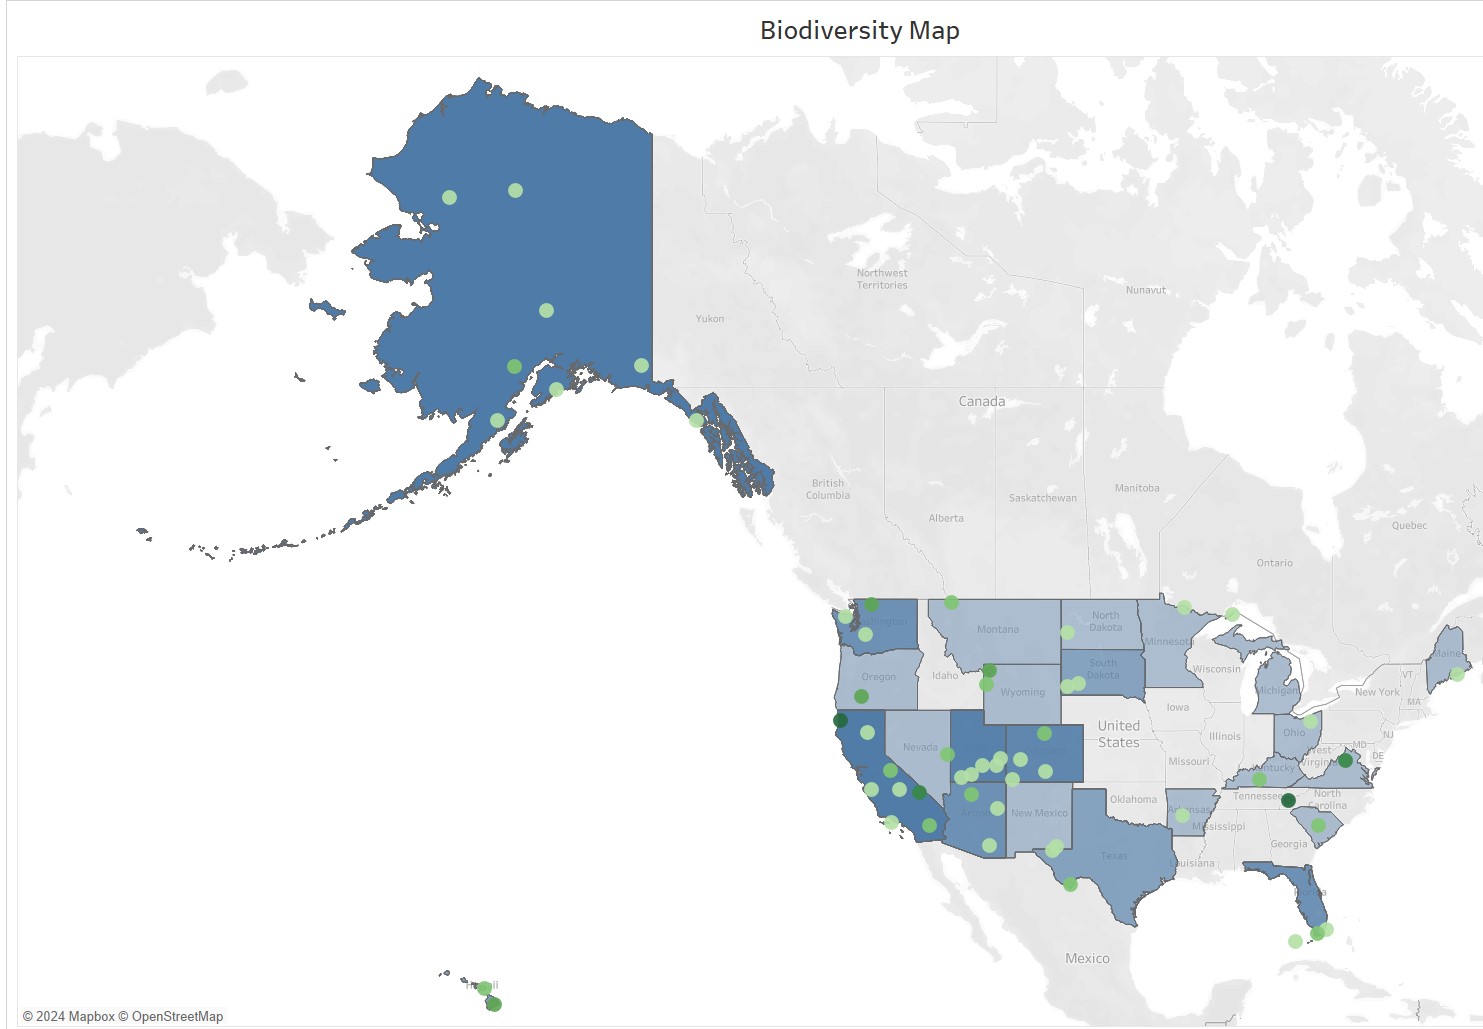 Biodiversity Map
Northwest
Territories
Nunavut
Yukon
Canada
British
Columbia
Saskatchewan
Manitoba
Alberta
Quebec
Ontario
North
Dakota
Montana
Minnesota
Maine
South
Dakota
Wisconsin
VT
Oregon
Idaho
Wyoming
Michigan
New York
MA
Iowa
United
States
Illinois
Ohio
NJ
MD
DE
Nevada
West
Virginia
Missouri
Kentucky
Oklahoma
Tennessee
North
Carolina
New Mexico
Arkansas
Mississippi
Georgia
Texas
Louisiana
Florida
Mexico
© 2024 Mapbox © OpenStreetMap